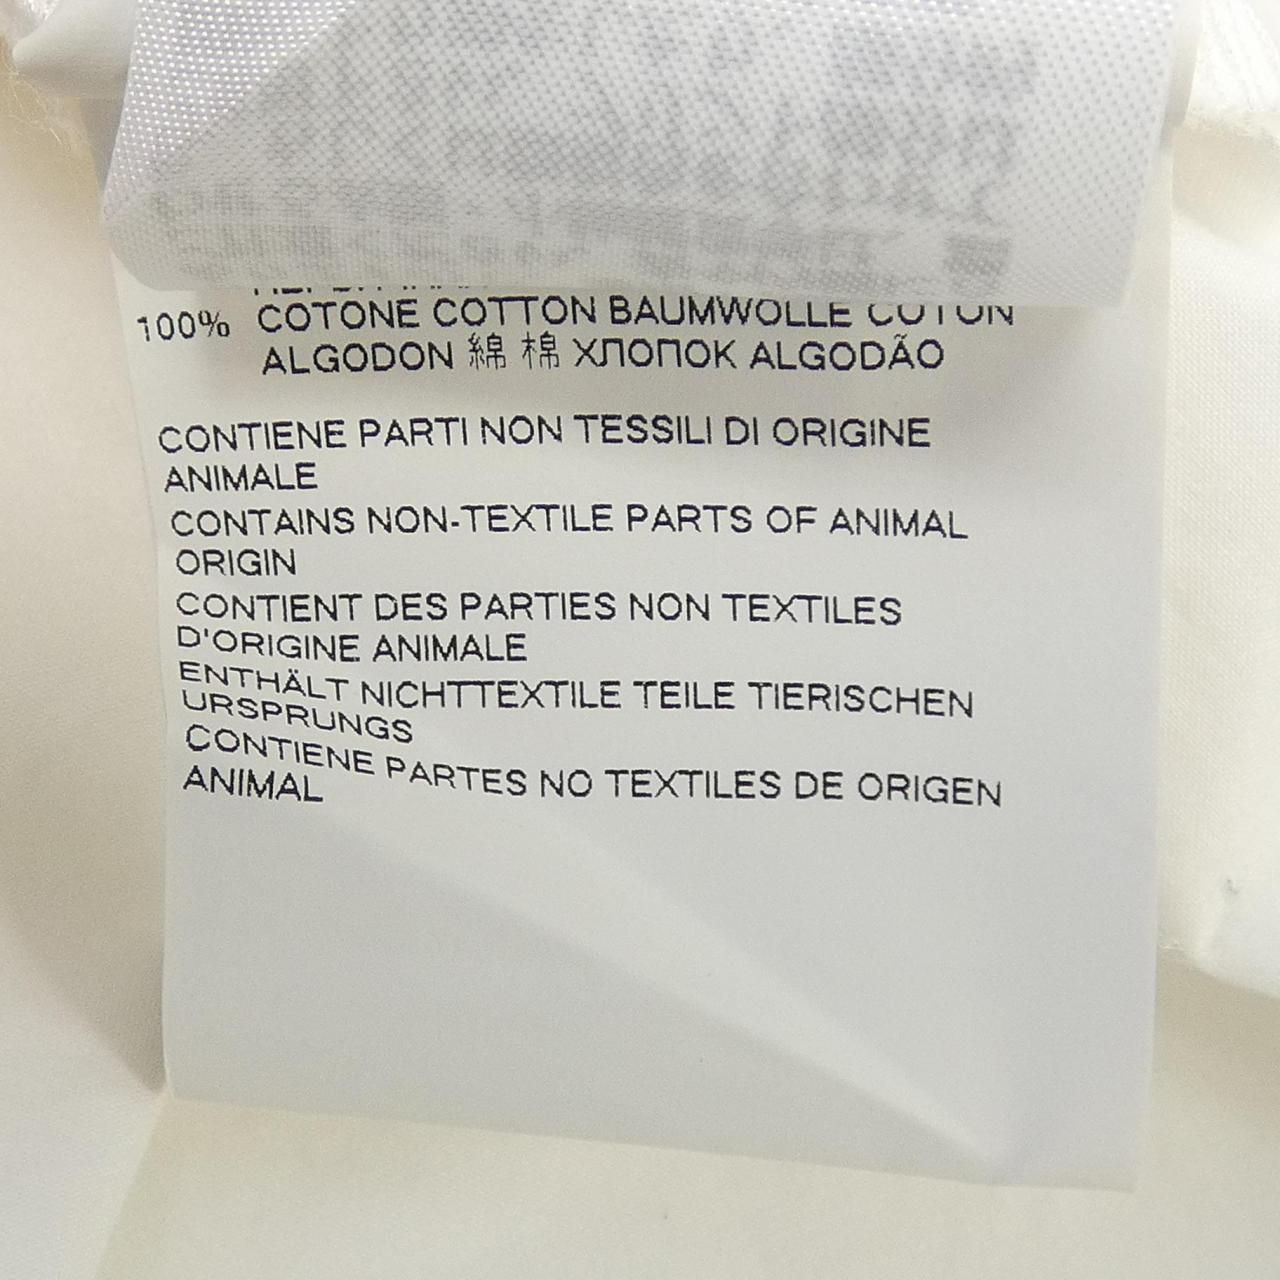 100% COTONE COTTON BAUMWOLLE COTON
ALGODON 綿 棉 ХЛОПОК ALGODÃO
CONTIENE PARTI NON TESSILI DI ORIGINE
ANIMALE
CONTAINS NON-TEXTILE PARTS OF ANIMAL
ORIGIN
CONTIENT DES PARTIES NON TEXTILES
D'ORIGINE ANIMALE
ENTHÄLT NICHTTEXTILE TEILE TIERISCHEN
URSPRUNGS
CONTIENE PARTES NO TEXTILES DE ORIGEN
ANIMAL